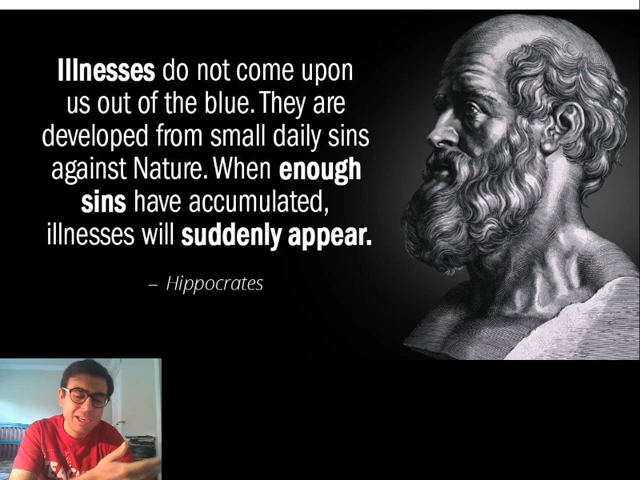 Illnesses do not come upon
us out of the blue. They are
developed from small daily sins
against Nature. When enough
sins have accumulated,
illnesses will suddenly appear.
– Hippocrates